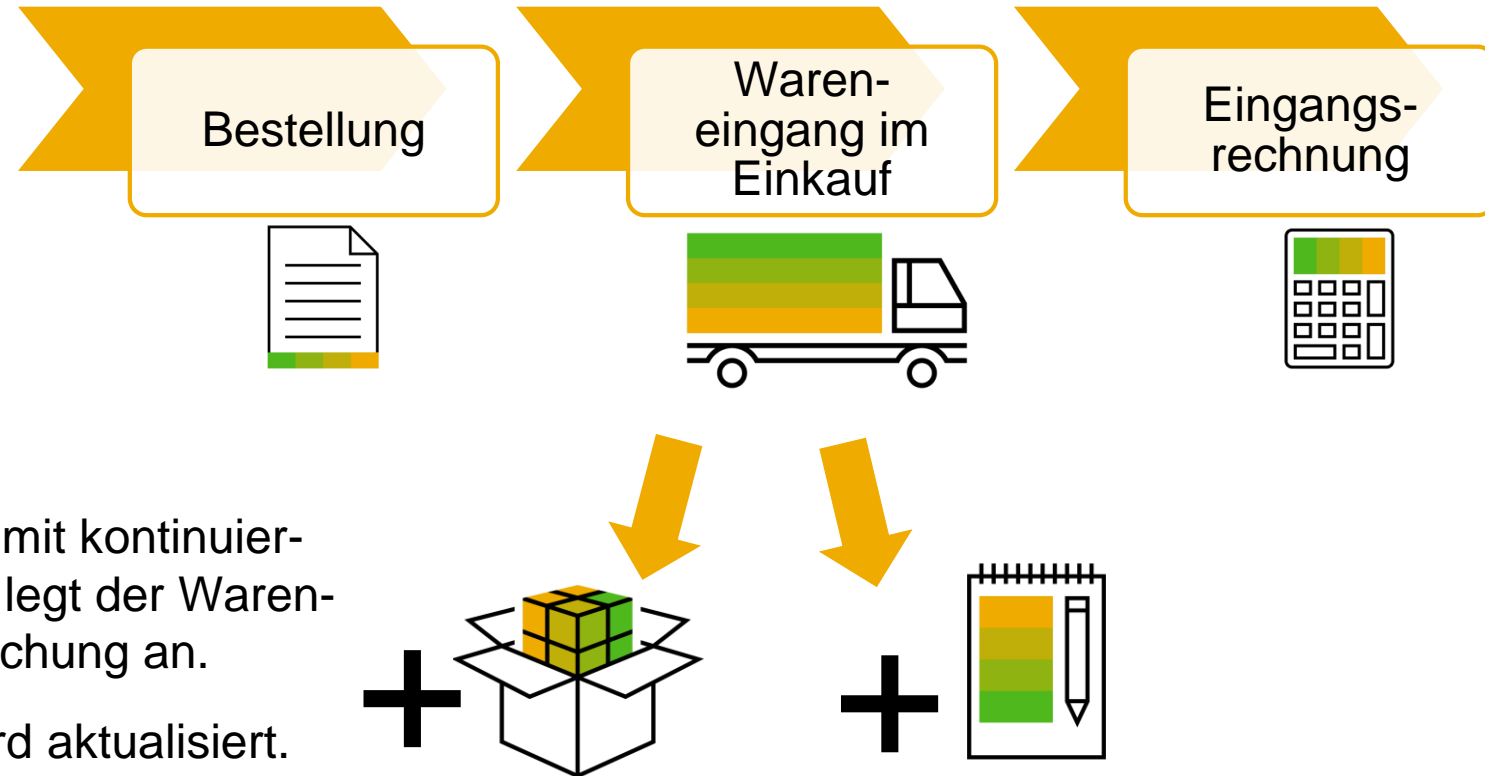 Bestellung
Waren-
eingang im
Einkauf
Eingangs-
rechnung
mit kontinuier-
legt der Waren-
chung an.
rd aktualisiert.